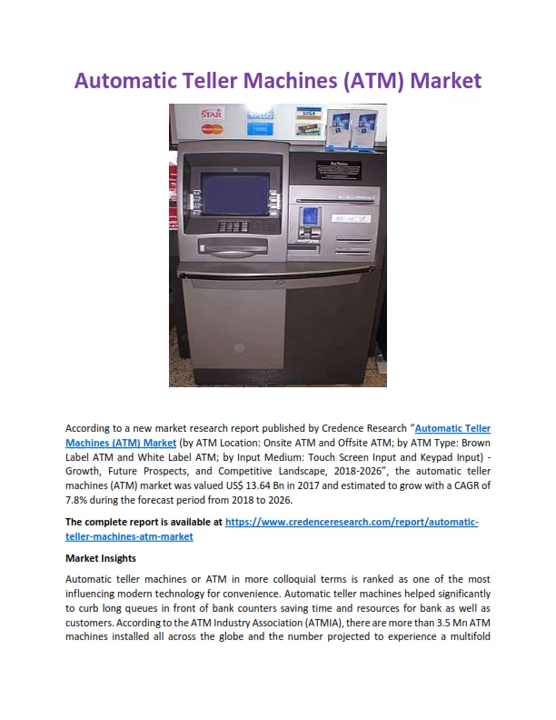 Automatic Teller Machines (ATM) Market
STAR
PLUS
VISA
According to a new market research report published by Credence Research “Automatic Teller
Machines (ATM) Market (by ATM Location: Onsite ATM and Offsite ATM; by ATM Type: Brown
Label ATM and White Label ATM; by Input Medium: Touch Screen Input and Keypad Input) -
Growth, Future Prospects, and Competitive Landscape, 2018-2026”, the automatic teller
machines (ATM) market was valued US$ 13.64 Bn in 2017 and estimated to grow with a CAGR of
7.8% during the forecast period from 2018 to 2026.
The complete report is available at https://www.credenceresearch.com/report/automatic-
teller-machines-atm-market
Market Insights
Automatic teller machines or ATM in more colloquial terms is ranked as one of the most
influencing modern technology for convenience. Automatic teller machines helped significantly
to curb long queues in front of bank counters saving time and resources for bank as well as
customers. According to the ATM Industry Association (ATMIA), there are more than 3.5 Mn ATM
machines installed all across the globe and the number projected to experience a multifold